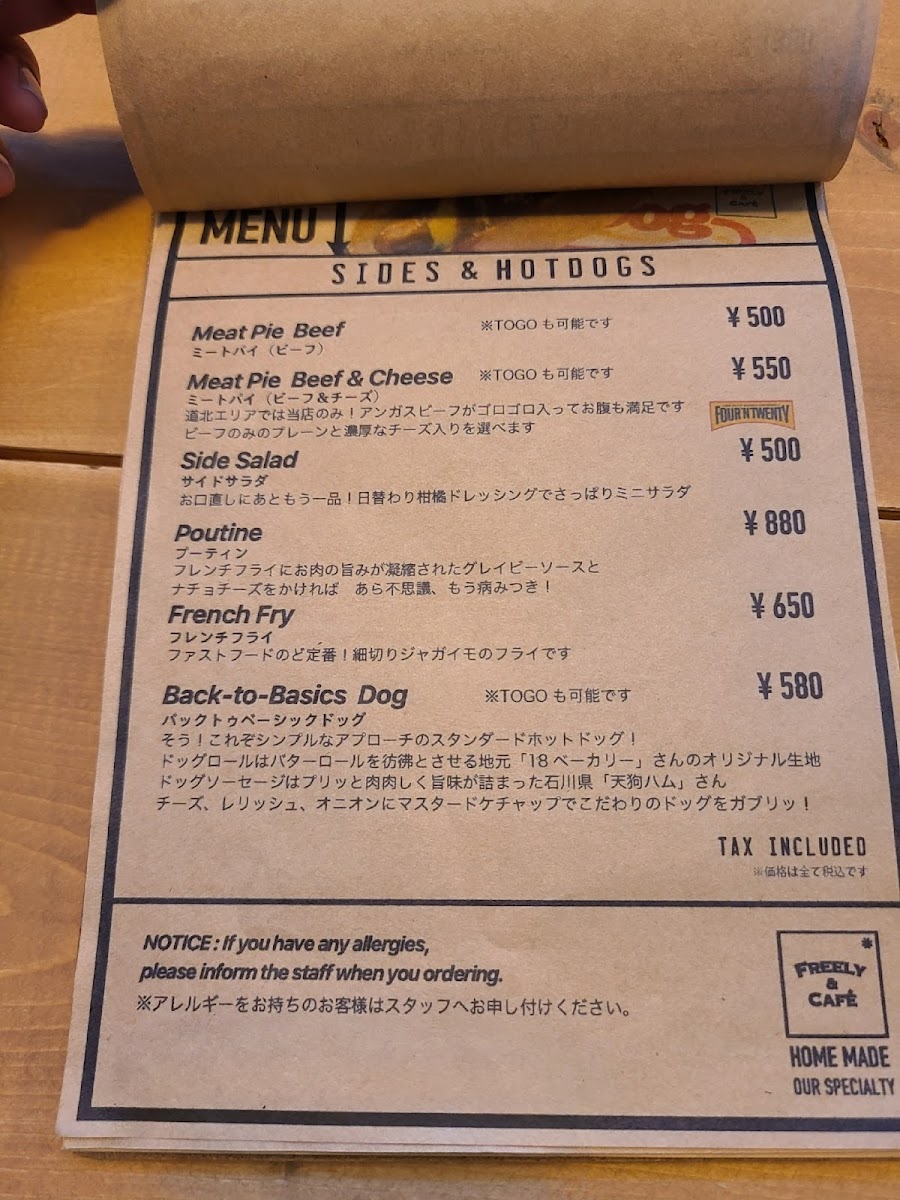 FREELY
&
CAFÉ
og
MENU
SIDES & HOTDOGS
Meat Pie Beef ※TOGO も可能です ¥500
ミートパイ（ビーフ）
Meat Pie Beef & Cheese ※TOGO も可能です ¥550
ミートパイ（ビーフ＆チーズ）
道北エリアでは当店のみ！アンガスビーフがゴロゴロ入ってお腹も満足です
FOUR'N TWENTY
ビーフのみのプレーンと濃厚なチーズ入りを選べます
Side Salad ¥500
サイドサラダ
お口直しにあともう一品！日替わり柑橘ドレッシングでさっぱりミニサラダ
Poutine ¥880
プーティン
フレンチフライにお肉の旨みが凝縮されたグレイビーソースと
ナチョチーズをかければ　あら不思議、もう病みつき！
French Fry ¥650
フレンチフライ
ファストフードのど定番！細切りジャガイモのフライです
Back-to-Basics Dog ※TOGO も可能です ¥580
バックトゥベーシックドッグ
そう！これぞシンプルなアプローチのスタンダードホットドッグ！
ドッグロールはバターロールを彷彿とさせる地元「18 ベーカリー」さんのオリジナル生地
ドッグソーセージはプリッと肉肉しく旨味が詰まった石川県「天狗ハム」さん
チーズ、レリッシュ、オニオンにマスタードケチャップでこだわりのドッグをガブリッ！
TAX INCLUDED
※価格は全て税込です
NOTICE : If you have any allergies,
please inform the staff when you ordering.
※アレルギーをお持ちのお客様はスタッフへお申し付けください。
*
FREELY
&
CAFÉ
HOME MADE
OUR SPECIALTY